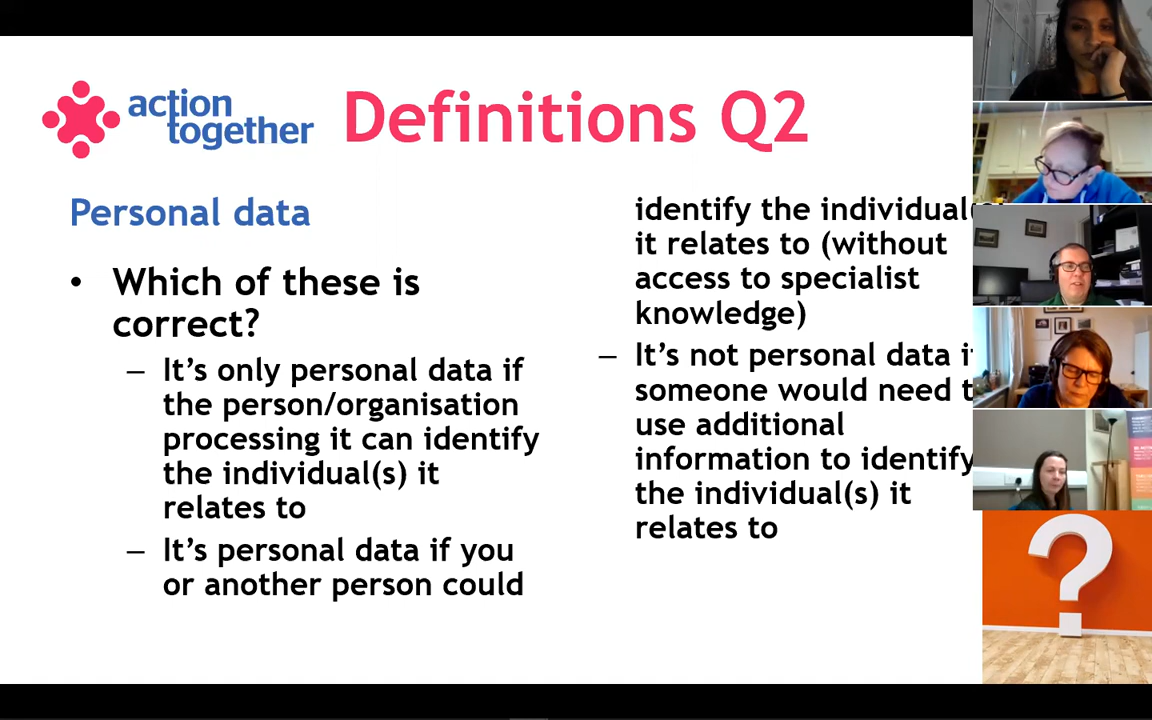 action
together
Definitions Q2
Personal data
• Which of these is
correct?
– It’s only personal data if
the person/organisation
processing it can identify
the individual(s) it
relates to
– It’s personal data if you
or another person could
identify the individual(
it relates to (without
access to specialist
knowledge)
– It’s not personal data i
someone would need t
use additional
information to identify
the individual(s) it
relates to
?